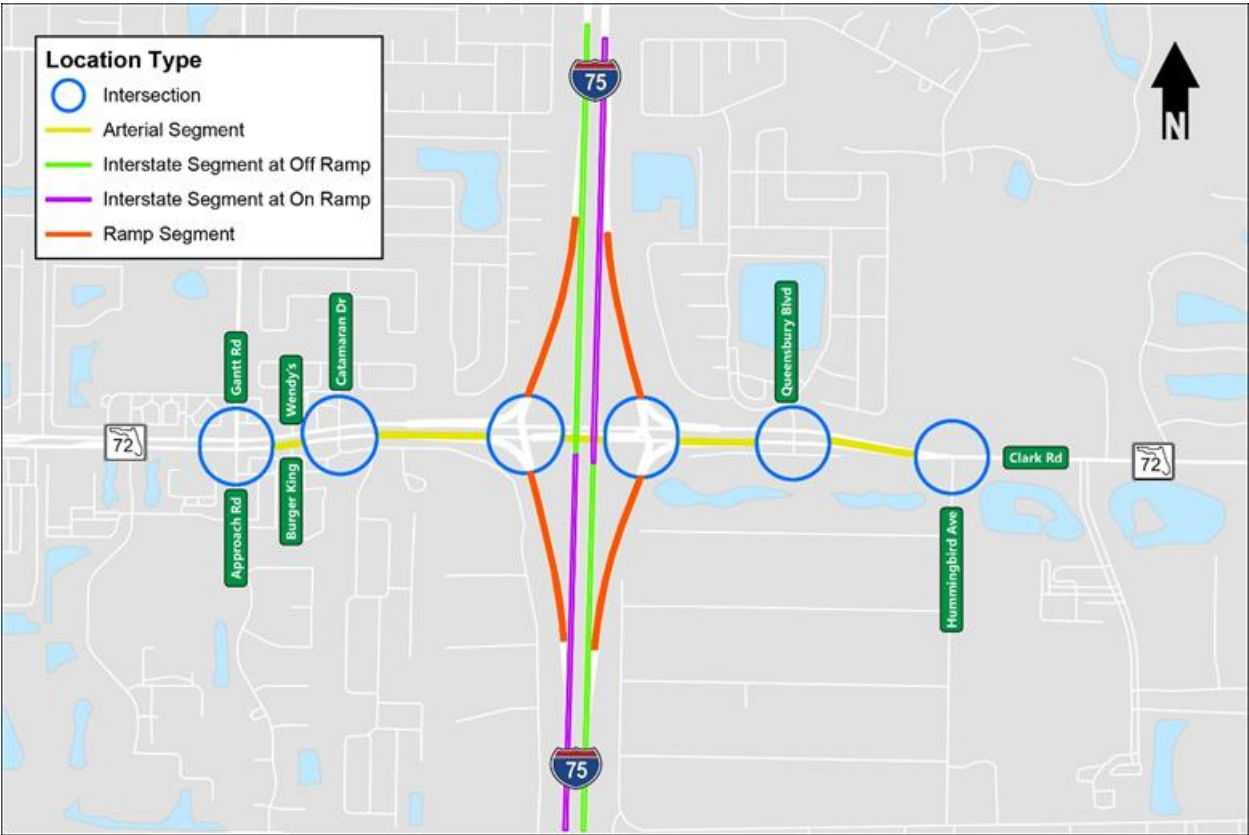 Location Type
Intersection
Arterial Segment
Interstate Segment at Off Ramp
Interstate Segment at On Ramp
Ramp Segment
75
N
Gantt Rd
Wendy's
Catamaran Dr
Queensbury Blvd
72
Approach Rd
Burger King
Clark Rd
72
Hummingbird Ave
75